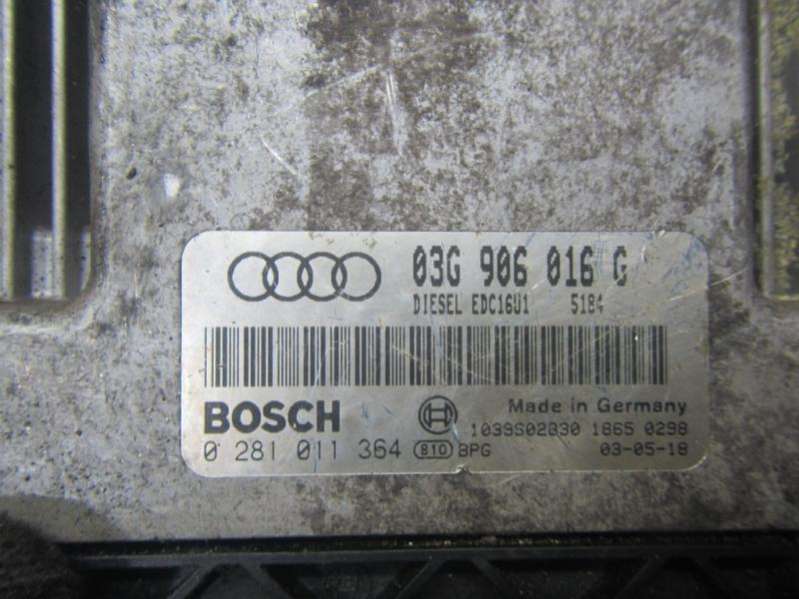 03G 906 016 G
DIESEL EDC16U1 5184
BOSCH
Made in Germany
1039S02830 1865 0298
0 281 011 364 810 BPG 03-05-18